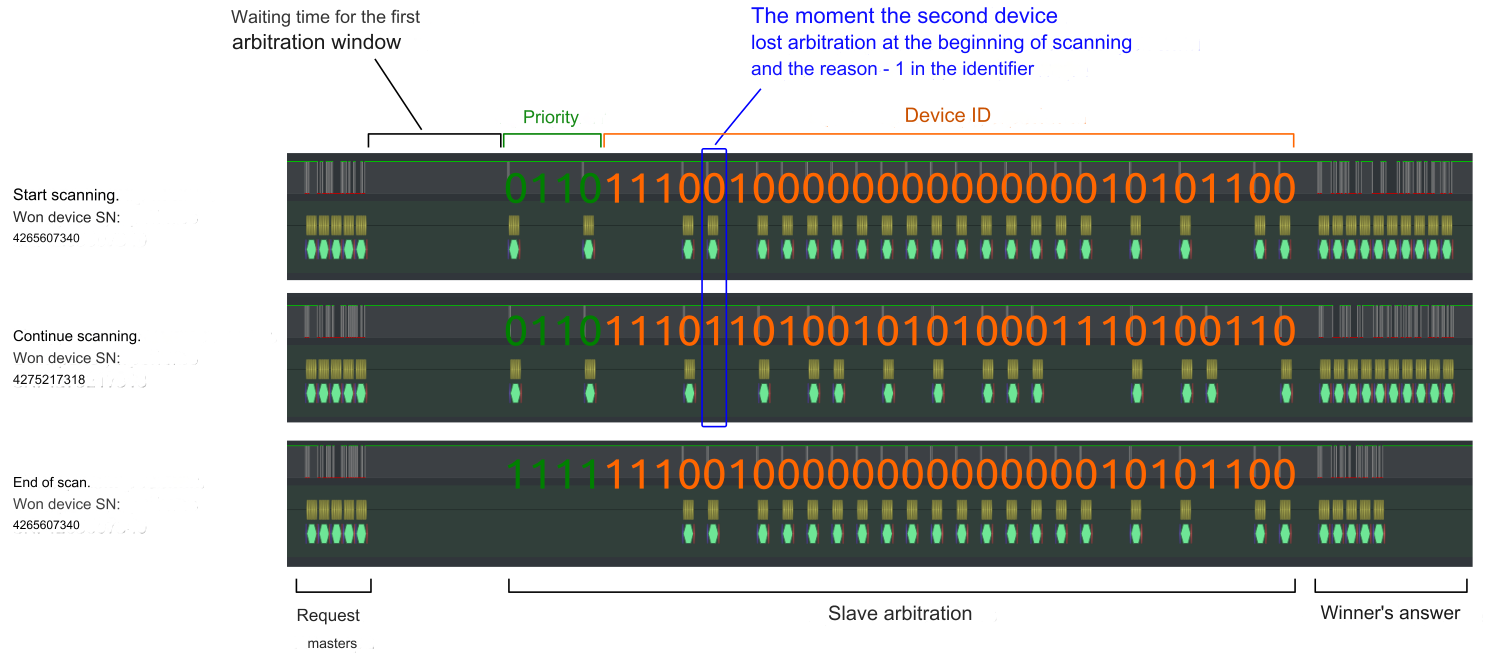 Waiting time for the first
arbitration window
The moment the second device
lost arbitration at the beginning of scanning
and the reason - 1 in the identifier
Priority
Device ID
Start scanning.
Won device SN:
4265607340
01101110010000000000000010101100
Continue scanning.
Won device SN:
4275217318
01101110110100101010001110100110
End of scan.
Won device SN:
4265607340
11111110010000000000000010101100
Request
masters
Slave arbitration
Winner's answer